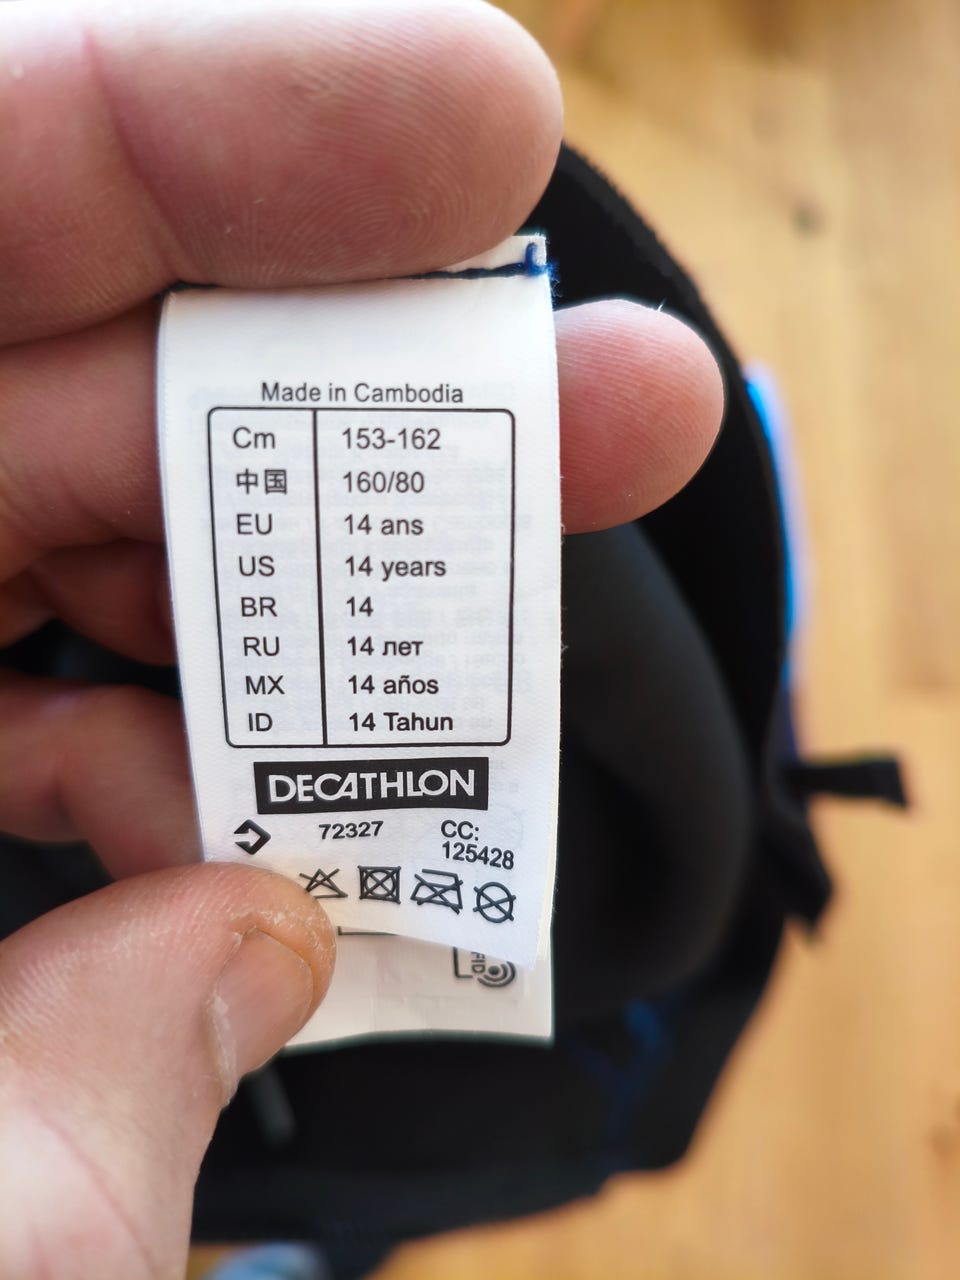 Made in Cambodia
Cm 153-162
中国 160/80
EU 14 ans
US 14 years
BR 14
RU 14 лет
MX 14 años
ID 14 Tahun
DECATHLON
72327 CC:
125428